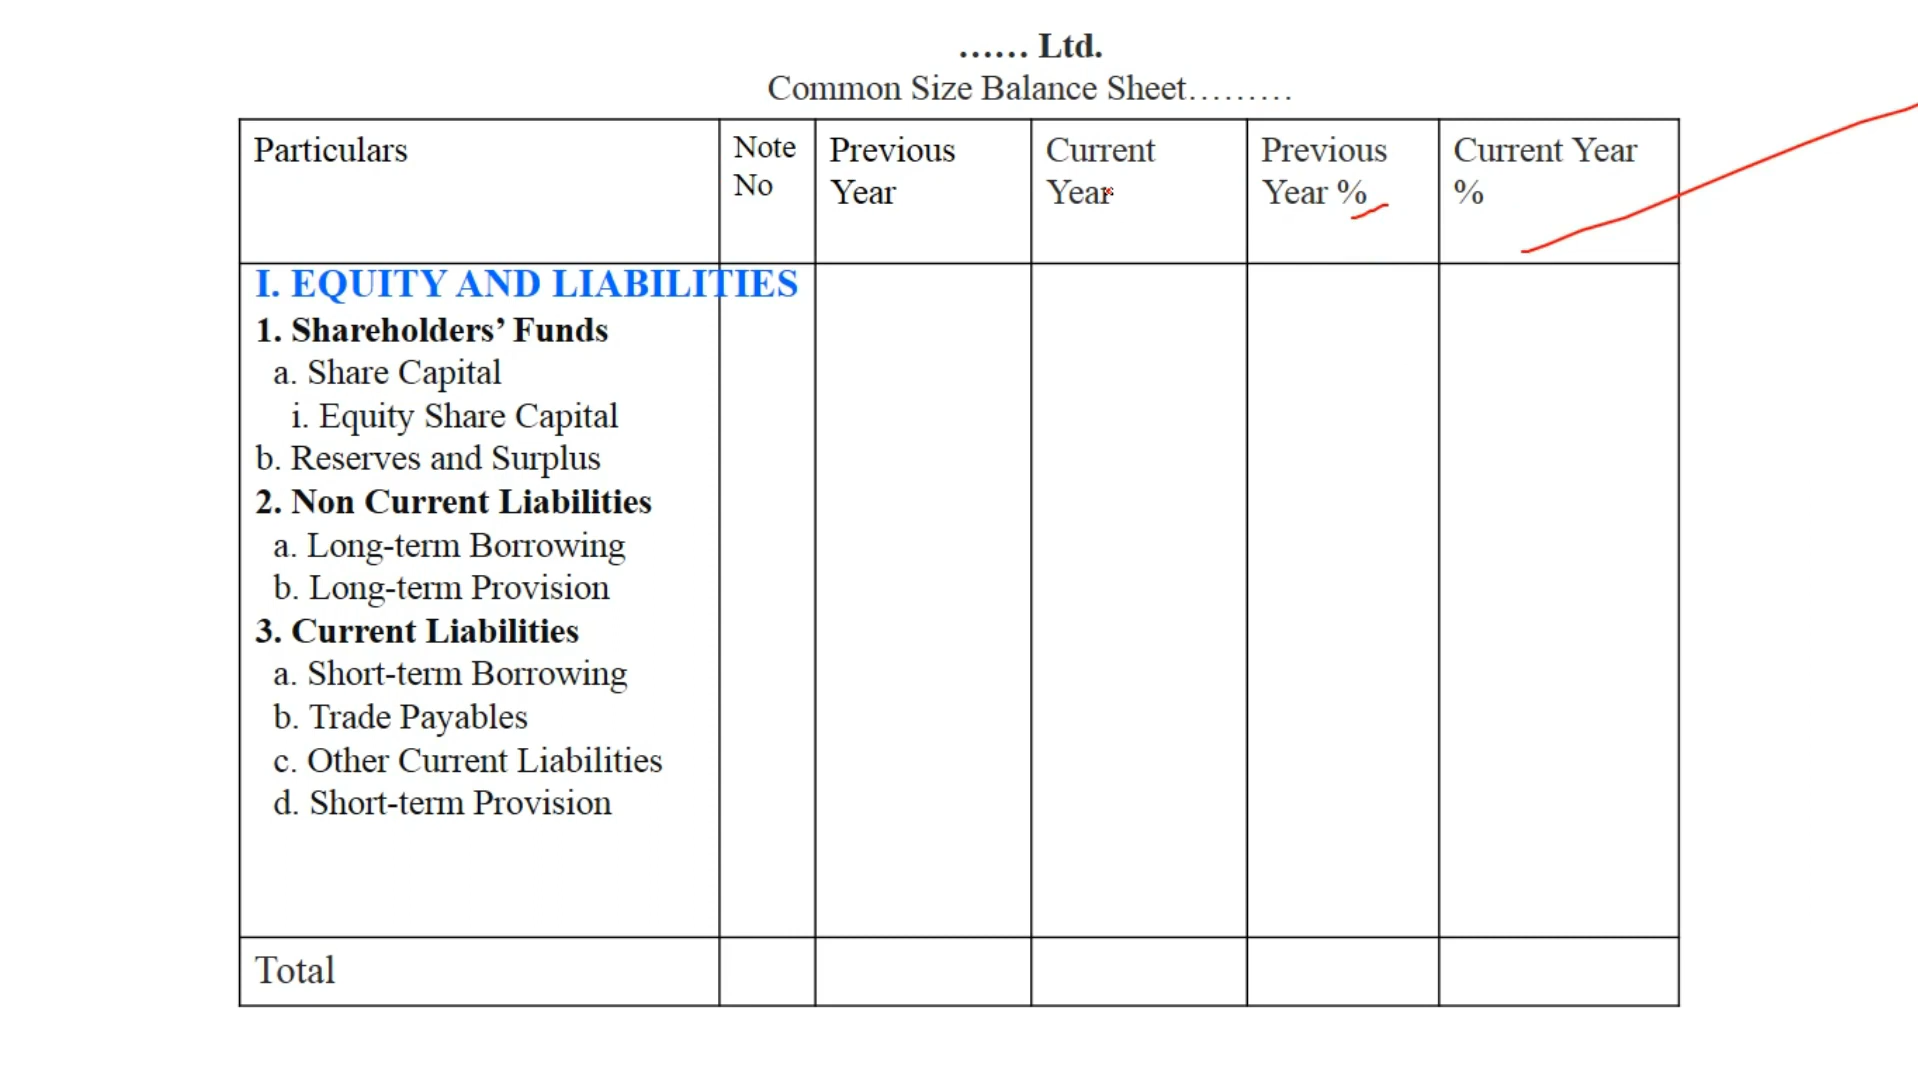 ...... Ltd.
Common Size Balance Sheet.........
Particulars
Note
No
Previous
Year
Current
Year
Previous
Year %
Current Year
%
I. EQUITY AND LIABILITIES
1. Shareholders’ Funds
a. Share Capital
i. Equity Share Capital
b. Reserves and Surplus
2. Non Current Liabilities
a. Long-term Borrowing
b. Long-term Provision
3. Current Liabilities
a. Short-term Borrowing
b. Trade Payables
c. Other Current Liabilities
d. Short-term Provision
Total